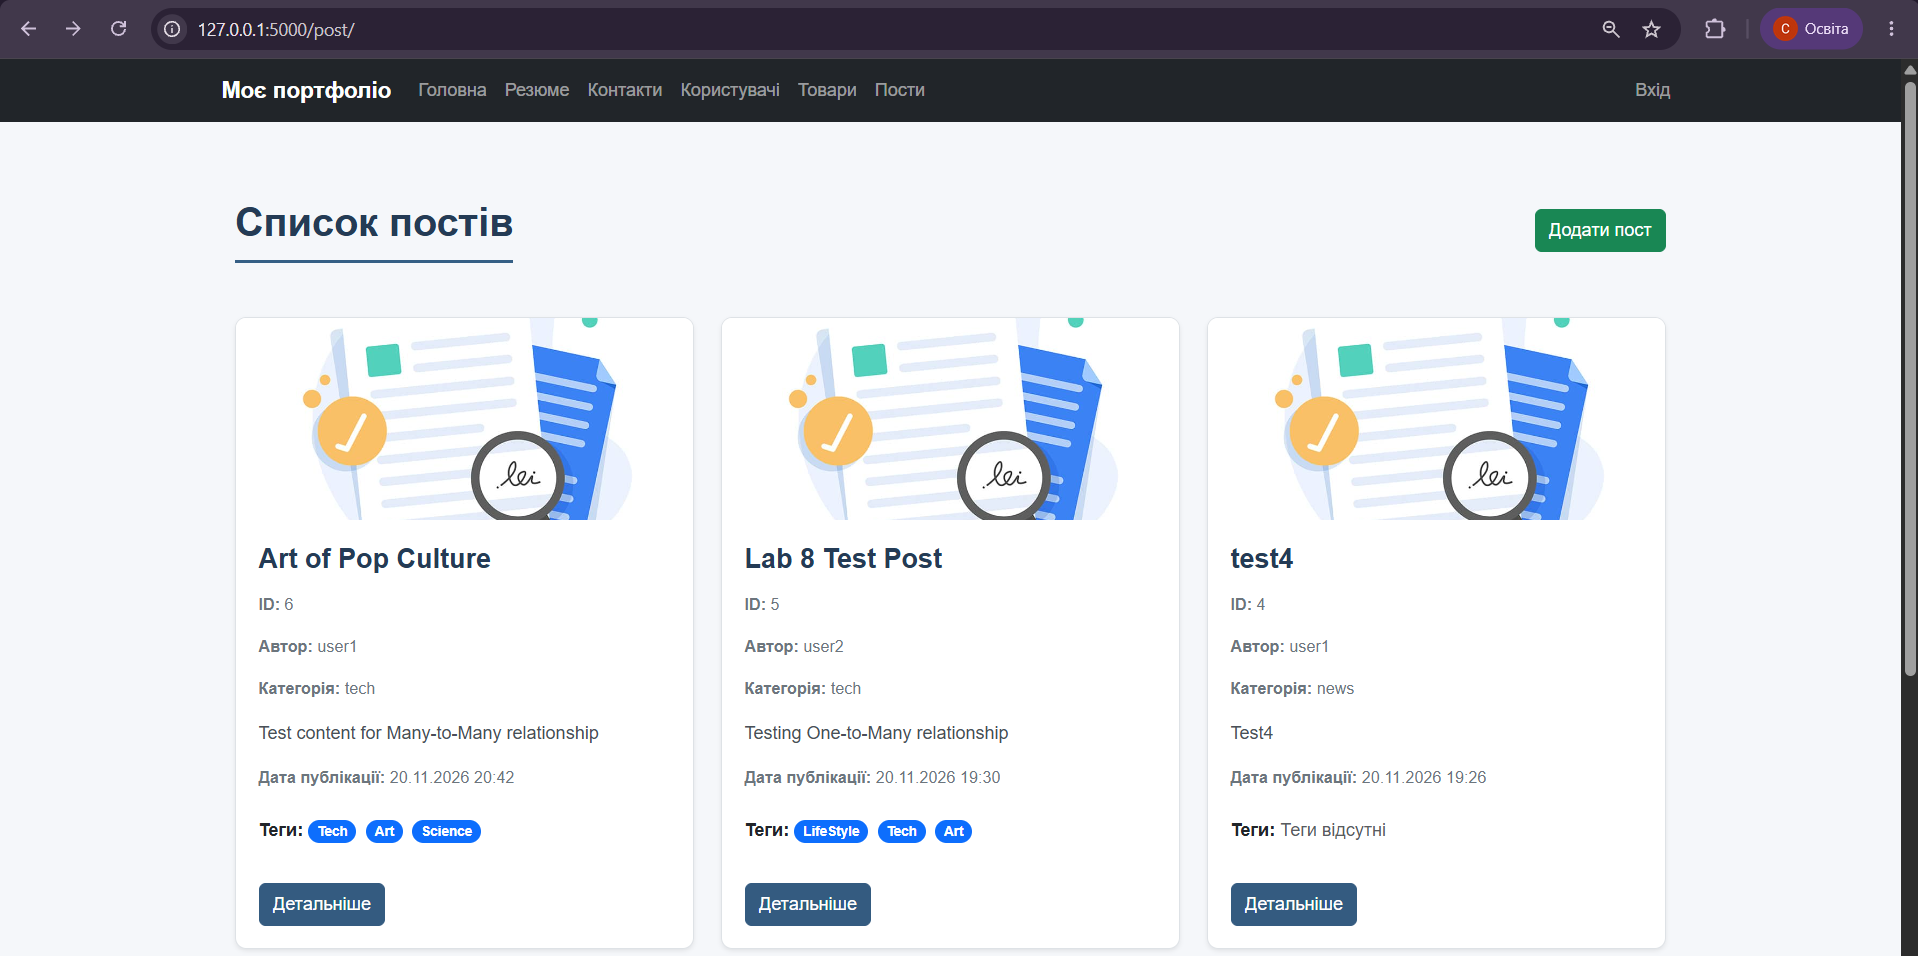 127.0.0.1:5000/post/
С Освіта
Моє портфоліо Головна Резюме Контакти Користувачі Товари Пости Вхід
Список постів
Додати пост
.lei
Art of Pop Culture
ID: 6
Автор: user1
Категорія: tech
Test content for Many-to-Many relationship
Дата публікації: 20.11.2026 20:42
Теги: Tech Art Science
Детальніше
.lei
Lab 8 Test Post
ID: 5
Автор: user2
Категорія: tech
Testing One-to-Many relationship
Дата публікації: 20.11.2026 19:30
Теги: LifeStyle Tech Art
Детальніше
.lei
test4
ID: 4
Автор: user1
Категорія: news
Test4
Дата публікації: 20.11.2026 19:26
Теги: Теги відсутні
Детальніше